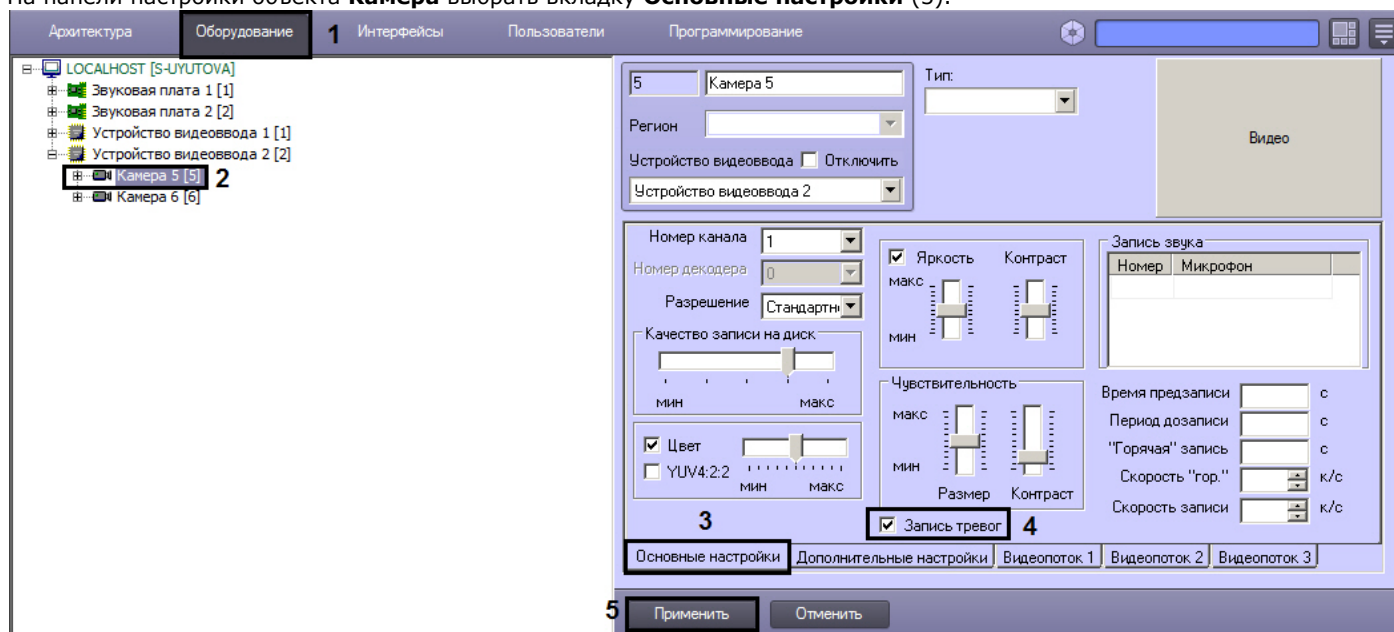 На панели настройки объекта Камера выбрать вкладку Основные настройки (3).
Архитектура Оборудование 1 Интерфейсы Пользователи Программирование
LOCALHOST [S-UYUTOVA]
Звуковая плата 1 [1]
Звуковая плата 2 [2]
Устройство видеоввода 1 [1]
Устройство видеоввода 2 [2]
Камера 5 [5] 2
Камера 6 [6]
5 Камера 5
Тип:
Регион
Устройство видеоввода Отключить
Устройство видеоввода 2
Видео
Номер канала 1
Номер декодера 0
Разрешение Стандартн
Качество записи на диск
мин макс
Цвет
YUV4:2:2
мин макс
3
Яркость Контраст
макс
мин
Чувствительность
макс
мин
Размер Контраст
Запись тревог 4
Запись звука
Номер Микрофон
Время предзаписи с
Период дозаписи с
"Горячая" запись с
Скорость "гор." к/с
Скорость записи к/с
Основные настройки Дополнительные настройки Видеопоток 1 Видеопоток 2 Видеопоток 3
5 Применить Отменить